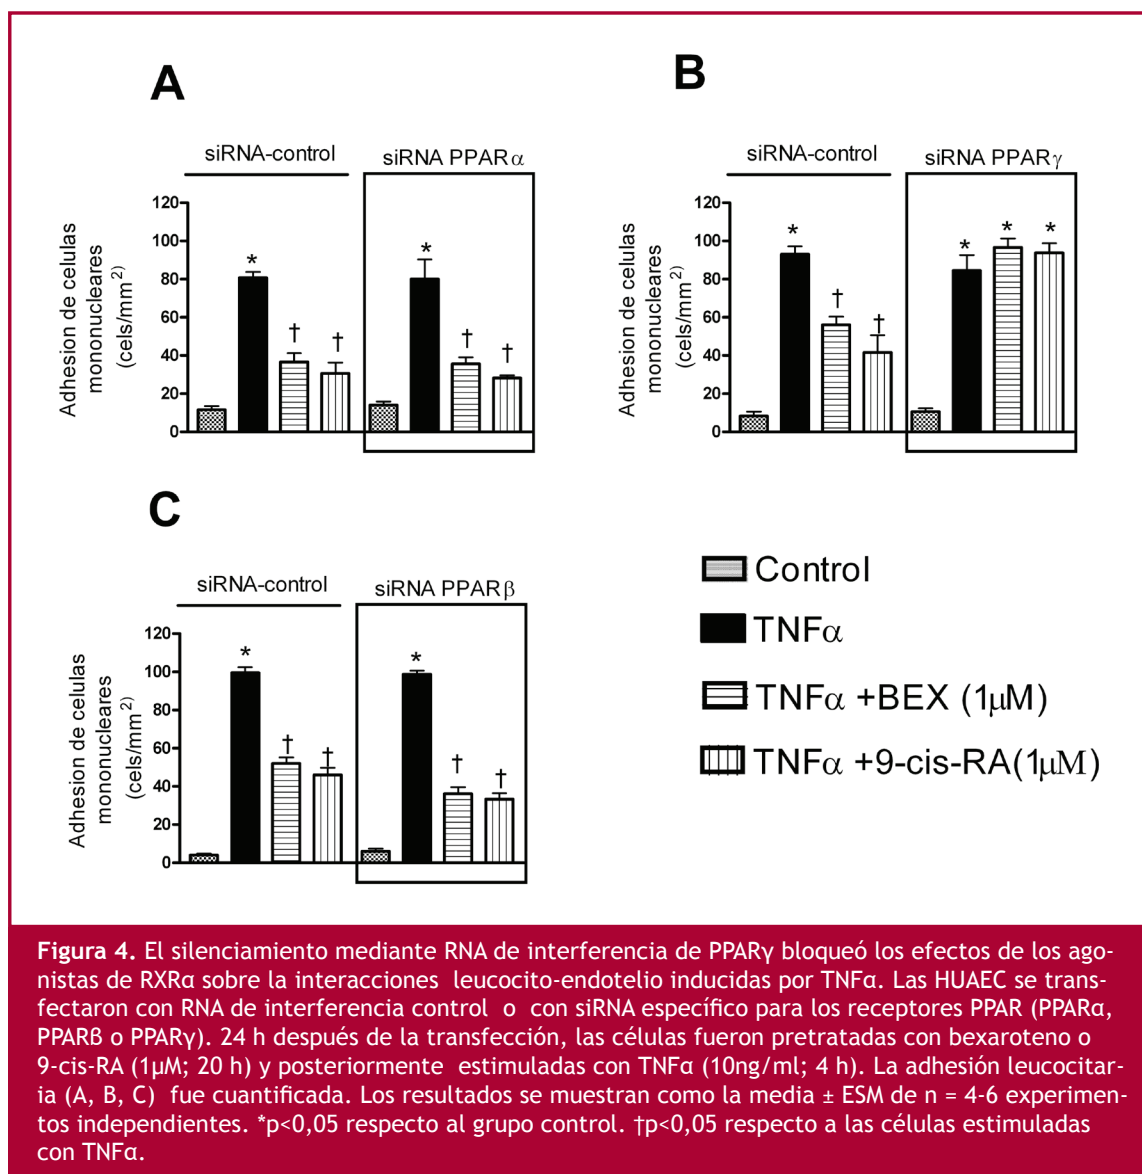 A
siRNA-control
siRNA PPARα
Adhesion de celulas
mononucleares
(cels/mm²)
120
100
80
60
40
20
0
*
†
†
*
†
†
B
siRNA-control
siRNA PPARγ
120
100
80
60
40
20
0
Adhesion de celulas
mononucleares
(cels/mm²)
*
†
†
*
*
*
C
siRNA-control
siRNA PPARβ
Adhesion de celulas
mononucleares
(cels/mm²)
120
100
80
60
40
20
0
*
†
†
*
†
†
Control
TNFα
TNFα +BEX (1μM)
TNFα +9-cis-RA(1μM)
Figura 4. El silenciamiento mediante RNA de interferencia de PPARγ bloqueó los efectos de los ago-
nistas de RXRα sobre la interacciones leucocito-endotelio inducidas por TNFα. Las HUAEC se trans-
fectaron con RNA de interferencia control o con siRNA específico para los receptores PPAR (PPARα,
PPARß o PPARγ). 24 h después de la transfección, las células fueron pretratadas con bexaroteno o
9-cis-RA (1μM; 20 h) y posteriormente estimuladas con TNFα (10ng/ml; 4 h). La adhesión leucocitar-
ia (A, B, C) fue cuantificada. Los resultados se muestran como la media ± ESM de n = 4-6 experimen-
tos independientes. *p<0,05 respecto al grupo control. †p<0,05 respecto a las células estimuladas
con TNFα.